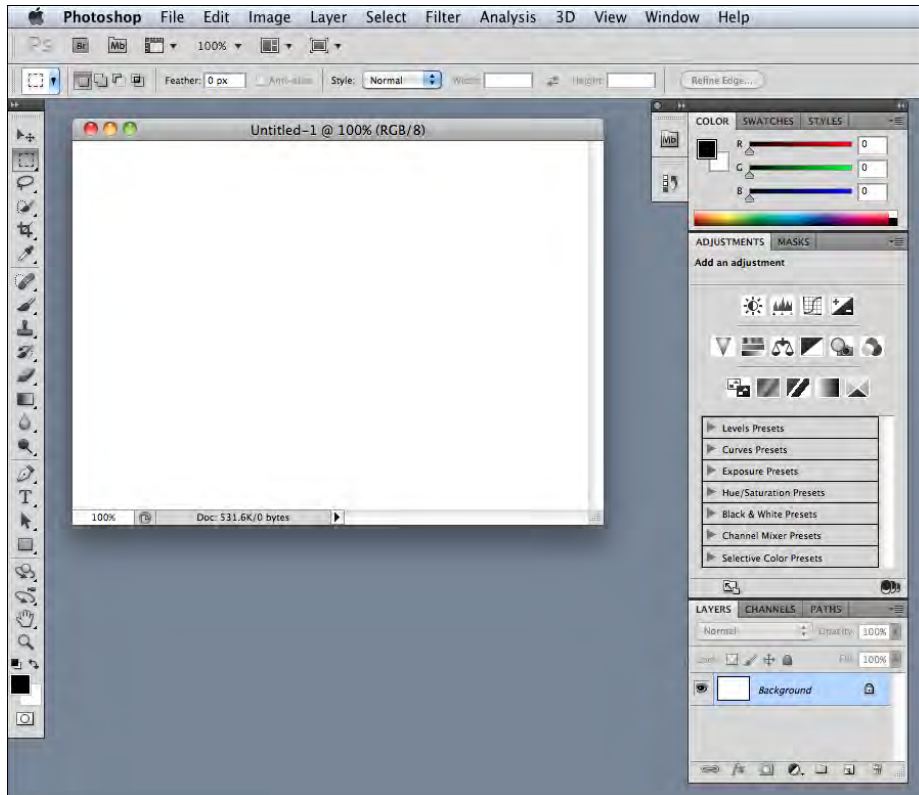 Photoshop File Edit Image Layer Select Filter Analysis 3D View Window Help
Ps Br Mb 100%
Feather: 0 px Anti-alias Style: Normal Width: Height: Refine Edge...
Untitled-1 @ 100% (RGB/8)
Mb
COLOR SWATCHES STYLES
R 0
G 0
B 0
ADJUSTMENTS MASKS
Add an adjustment
Levels Presets
Curves Presets
Exposure Presets
Hue/Saturation Presets
Black & White Presets
Channel Mixer Presets
Selective Color Presets
100% Doc: 531.6K/0 bytes
T
LAYERS CHANNELS PATHS
Normal Opacity: 100%
Lock: Fill: 100%
Background
fx